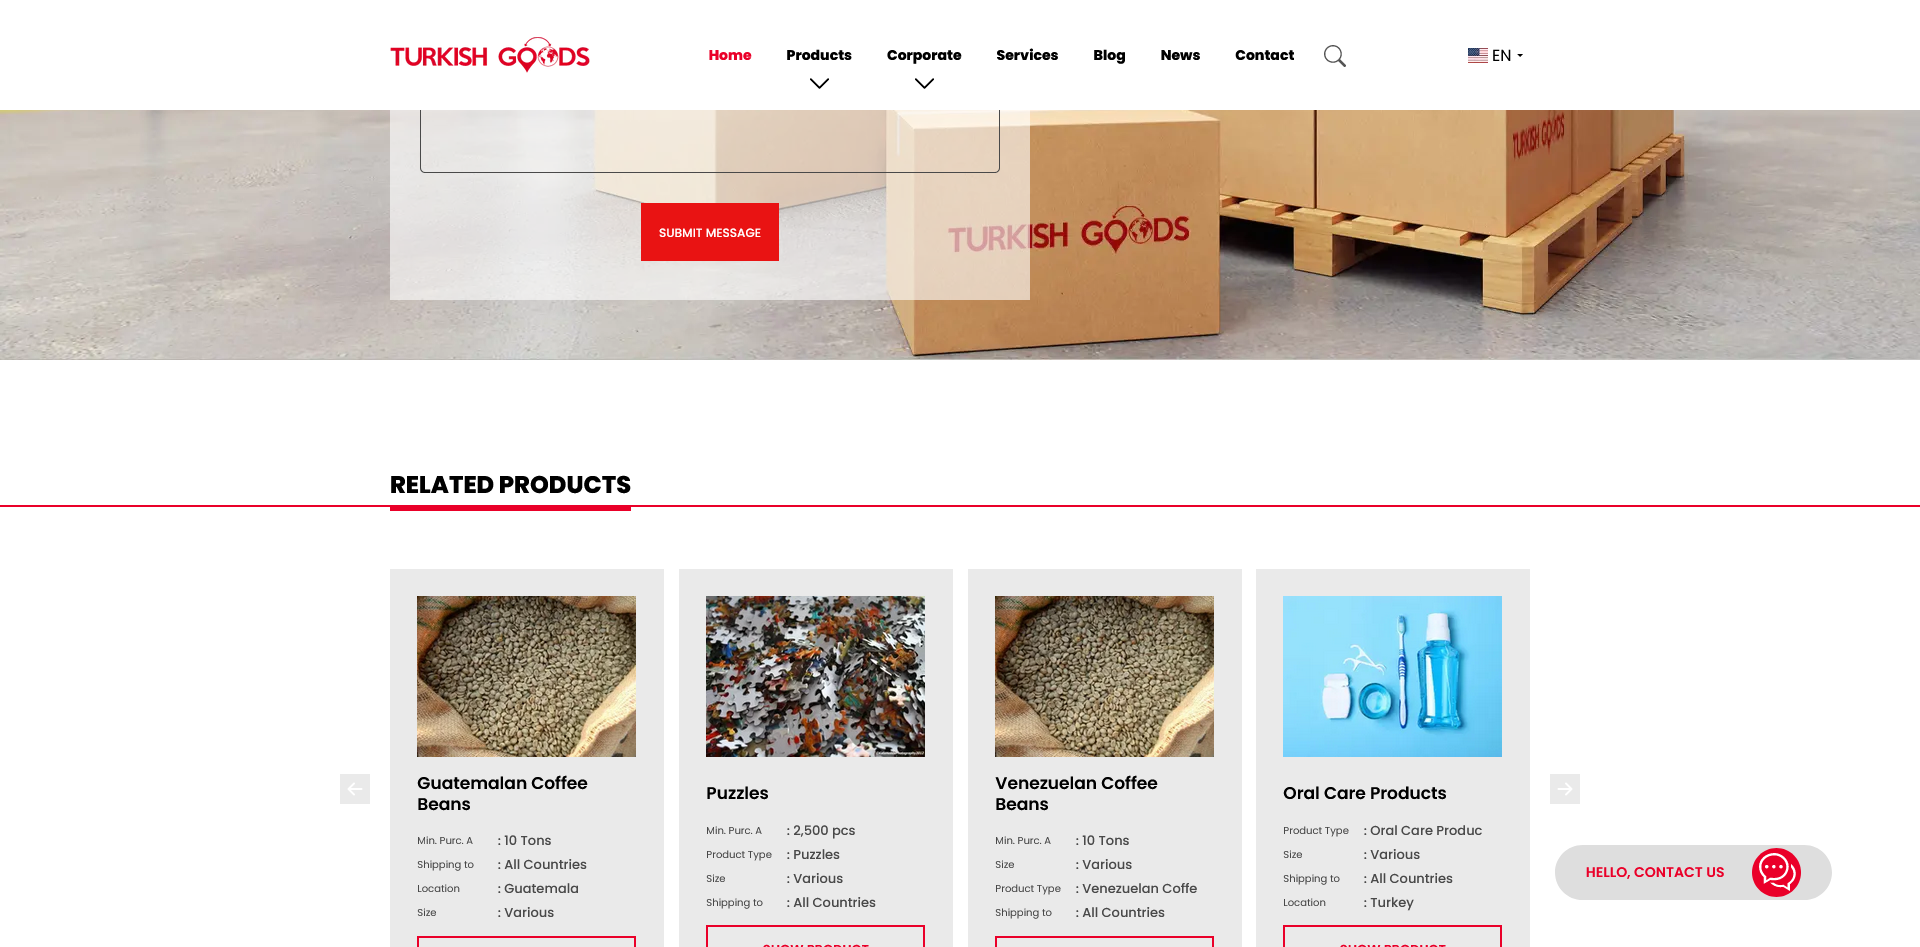 TURKISH GOODS
Home
Products
Corporate
Services
Blog
News
Contact
EN
TURKISH GOODS
TURKISH GOODS
SUBMIT MESSAGE
RELATED PRODUCTS
Guatemalan Coffee
Beans
Min. Purc. A : 10 Tons
Shipping to : All Countries
Location : Guatemala
Size : Various
Puzzles
Min. Purc. A : 2,500 pcs
Product Type : Puzzles
Size : Various
Shipping to : All Countries
SHOW PRODUCT
Venezuelan Coffee
Beans
Min. Purc. A : 10 Tons
Size : Various
Product Type : Venezuelan Coffe
Shipping to : All Countries
Oral Care Products
Product Type : Oral Care Produc
Size : Various
Shipping to : All Countries
Location : Turkey
SHOW PRODUCT
HELLO, CONTACT US